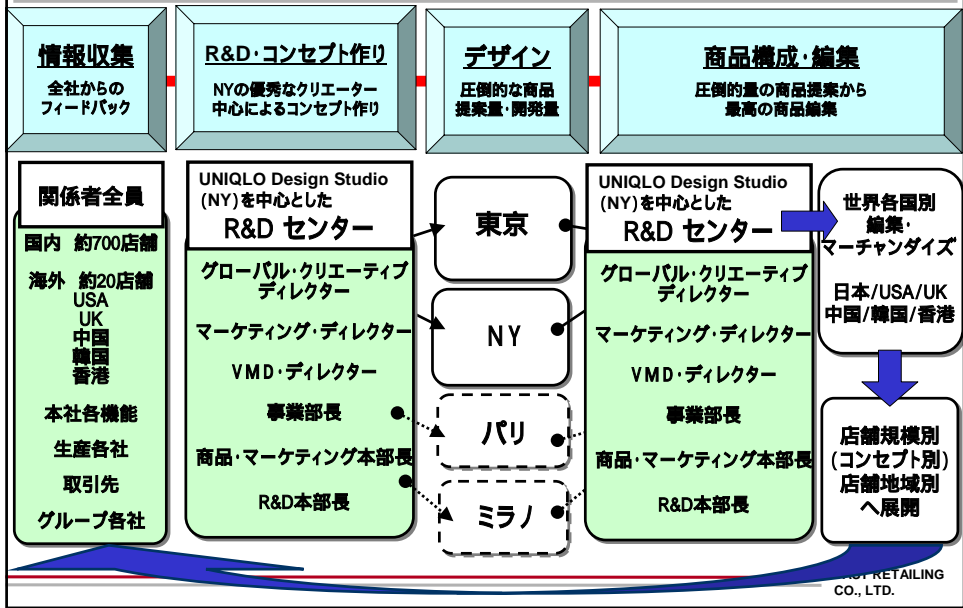 情報収集
全社からの
フィードバック
R&D・コンセプト作り
NYの優秀なクリエーター
中心によるコンセプト作り
デザイン
圧倒的な商品
提案量・開発量
商品構成・編集
圧倒的量の商品提案から
最高の商品編集
関係者全員
国内 約700店舗
海外 約20店舗
USA
UK
中国
韓国
香港
本社各機能
生産各社
取引先
グループ各社
UNIQLO Design Studio
(NY)を中心とした
R&D センター
グローバル・クリエーティブ
ディレクター
マーケティング・ディレクター
VMD・ディレクター
事業部長
商品・マーケティング本部長
R&D本部長
東京
NY
パリ
ミラノ
UNIQLO Design Studio
(NY)を中心とした
R&D センター
グローバル・クリエーティブ
ディレクター
マーケティング・ディレクター
VMD・ディレクター
事業部長
商品・マーケティング本部長
R&D本部長
世界各国別
編集・
マーチャンダイズ
日本/USA/UK
中国/韓国/香港
店舗規模別
(コンセプト別)
店舗地域別
へ展開
RETAILING
CO., LTD.